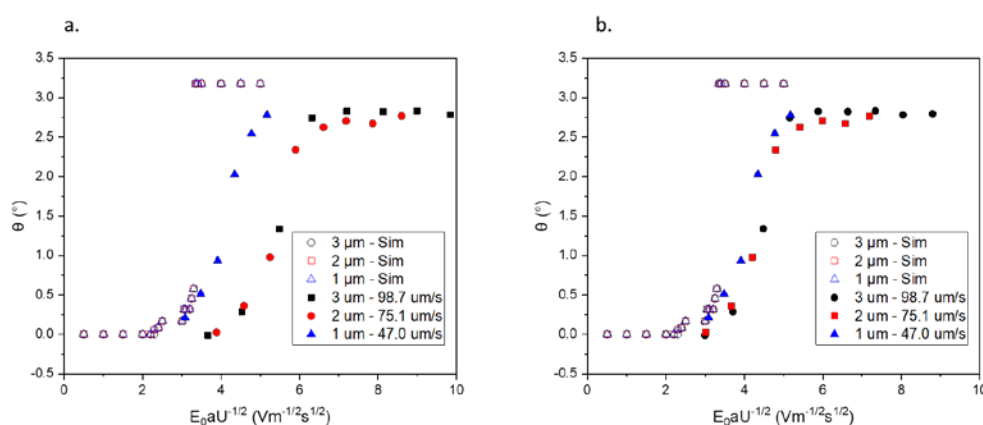 a.
3.5
3.0
2.5
2.0
1.5
1.0
0.5
0.0
-0.5
θ (°)
3 μm - Sim
2 μm - Sim
1 μm - Sim
3 um - 98.7 um/s
2 um - 75.1 um/s
1 um - 47.0 um/s
0 2 4 6 8 10
E₀aU⁻¹/² (Vm⁻¹/²s¹/²)
b.
3.5
3.0
2.5
2.0
1.5
1.0
0.5
0.0
-0.5
θ (°)
3 μm - Sim
2 μm - Sim
1 μm - Sim
3 um - 98.7 um/s
2 um - 75.1 um/s
1 um - 47.0 um/s
0 2 4 6 8 10
E₀aU⁻¹/² (Vm⁻¹/²s¹/²)